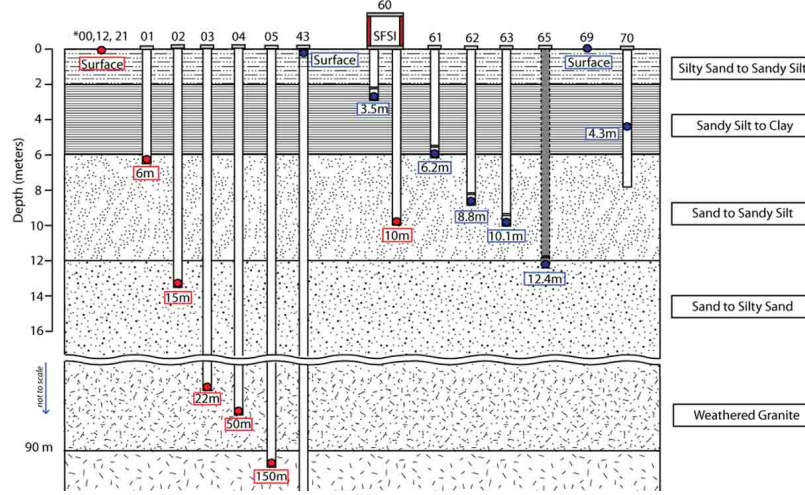 60
*00,12, 21 01 02 03 04 05 43 SFSI 61 62 63 65 69 70
0
Surface
Surface
Surface
Silty Sand to Sandy Silt
2
3.5m
4
4.3m
Sandy Silt to Clay
6
6m
6.2m
8
8.8m
Sand to Sandy Silt
10
10m
10.1m
12
12.4m
14
15m
Sand to Silty Sand
16
Depth (meters)
not to scale
22m
50m
Weathered Granite
90 m
150m